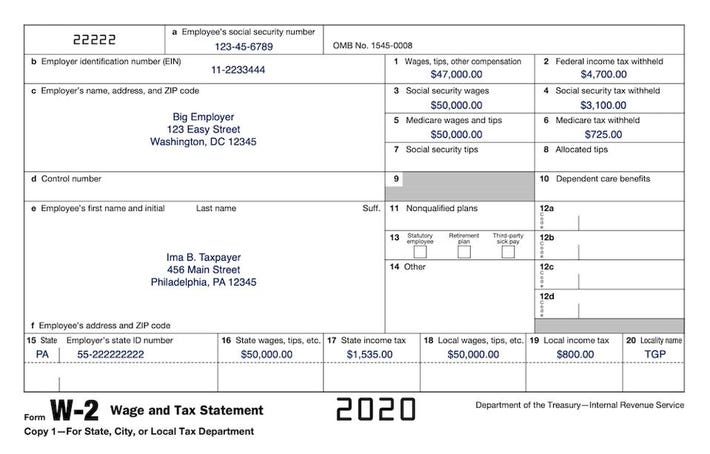 22222
a Employee's social security number
123-45-6789
OMB No. 1545-0008
b Employer identification number (EIN)
11-2233444
1 Wages, tips, other compensation
$47,000.00
2 Federal income tax withheld
$4,700.00
c Employer's name, address, and ZIP code
Big Employer
123 Easy Street
Washington, DC 12345
3 Social security wages
$50,000.00
4 Social security tax withheld
$3,100.00
5 Medicare wages and tips
$50,000.00
6 Medicare tax withheld
$725.00
7 Social security tips
8 Allocated tips
d Control number
9
10 Dependent care benefits
e Employee's first name and initial Last name Suff.
Ima B. Taxpayer
456 Main Street
Philadelphia, PA 12345
f Employee's address and ZIP code
11 Nonqualified plans
12a
Code
13 Statutory employee Retirement plan Third-party sick pay
12b
Code
14 Other
12c
Code
12d
Code
15 State Employer's state ID number
PA 55-222222222
16 State wages, tips, etc.
$50,000.00
17 State income tax
$1,535.00
18 Local wages, tips, etc.
$50,000.00
19 Local income tax
$800.00
20 Locality name
TGP
Form W-2 Wage and Tax Statement
2020
Department of the Treasury—Internal Revenue Service
Copy 1—For State, City, or Local Tax Department